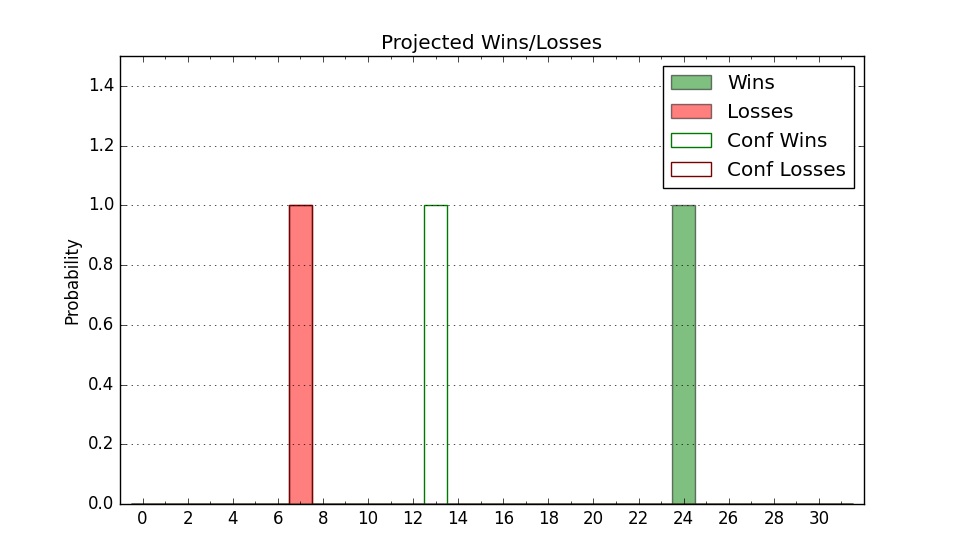 Projected Wins/Losses
1.4
1.2
1.0
0.8
0.6
0.4
0.2
0.0
Probability
Wins
Losses
Conf Wins
Conf Losses
0 2 4 6 8 10 12 14 16 18 20 22 24 26 28 30